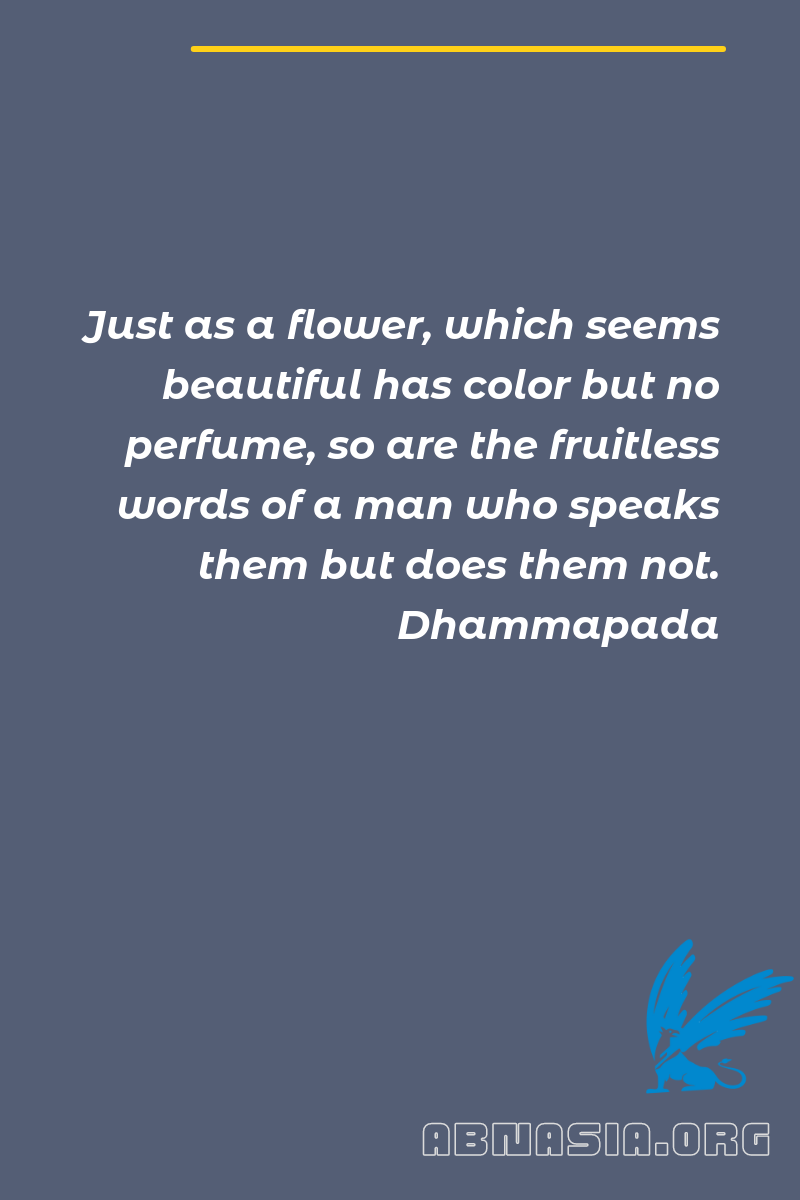 Just as a flower, which seems
beautiful has color but no
perfume, so are the fruitless
words of a man who speaks
them but does them not.
Dhammapada
ABNASIA.ORG